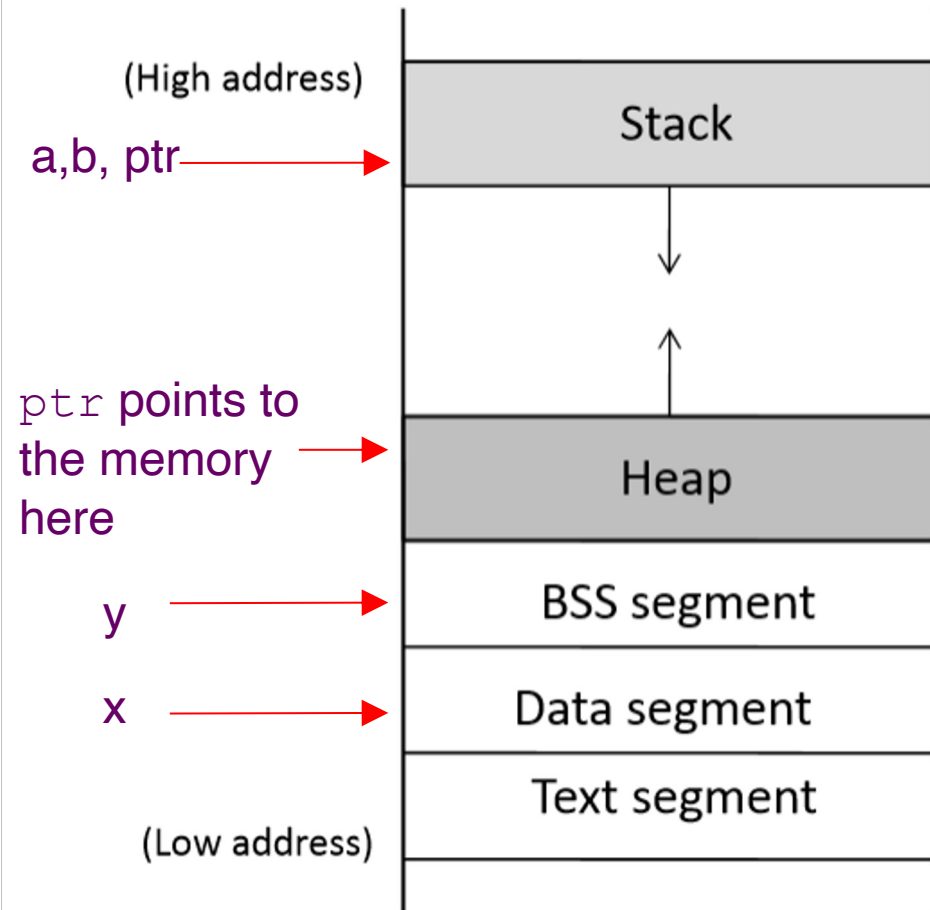 (High address)
Stack
a,b, ptr
ptr points to
the memory
here
Heap
y
BSS segment
x
Data segment
Text segment
(Low address)